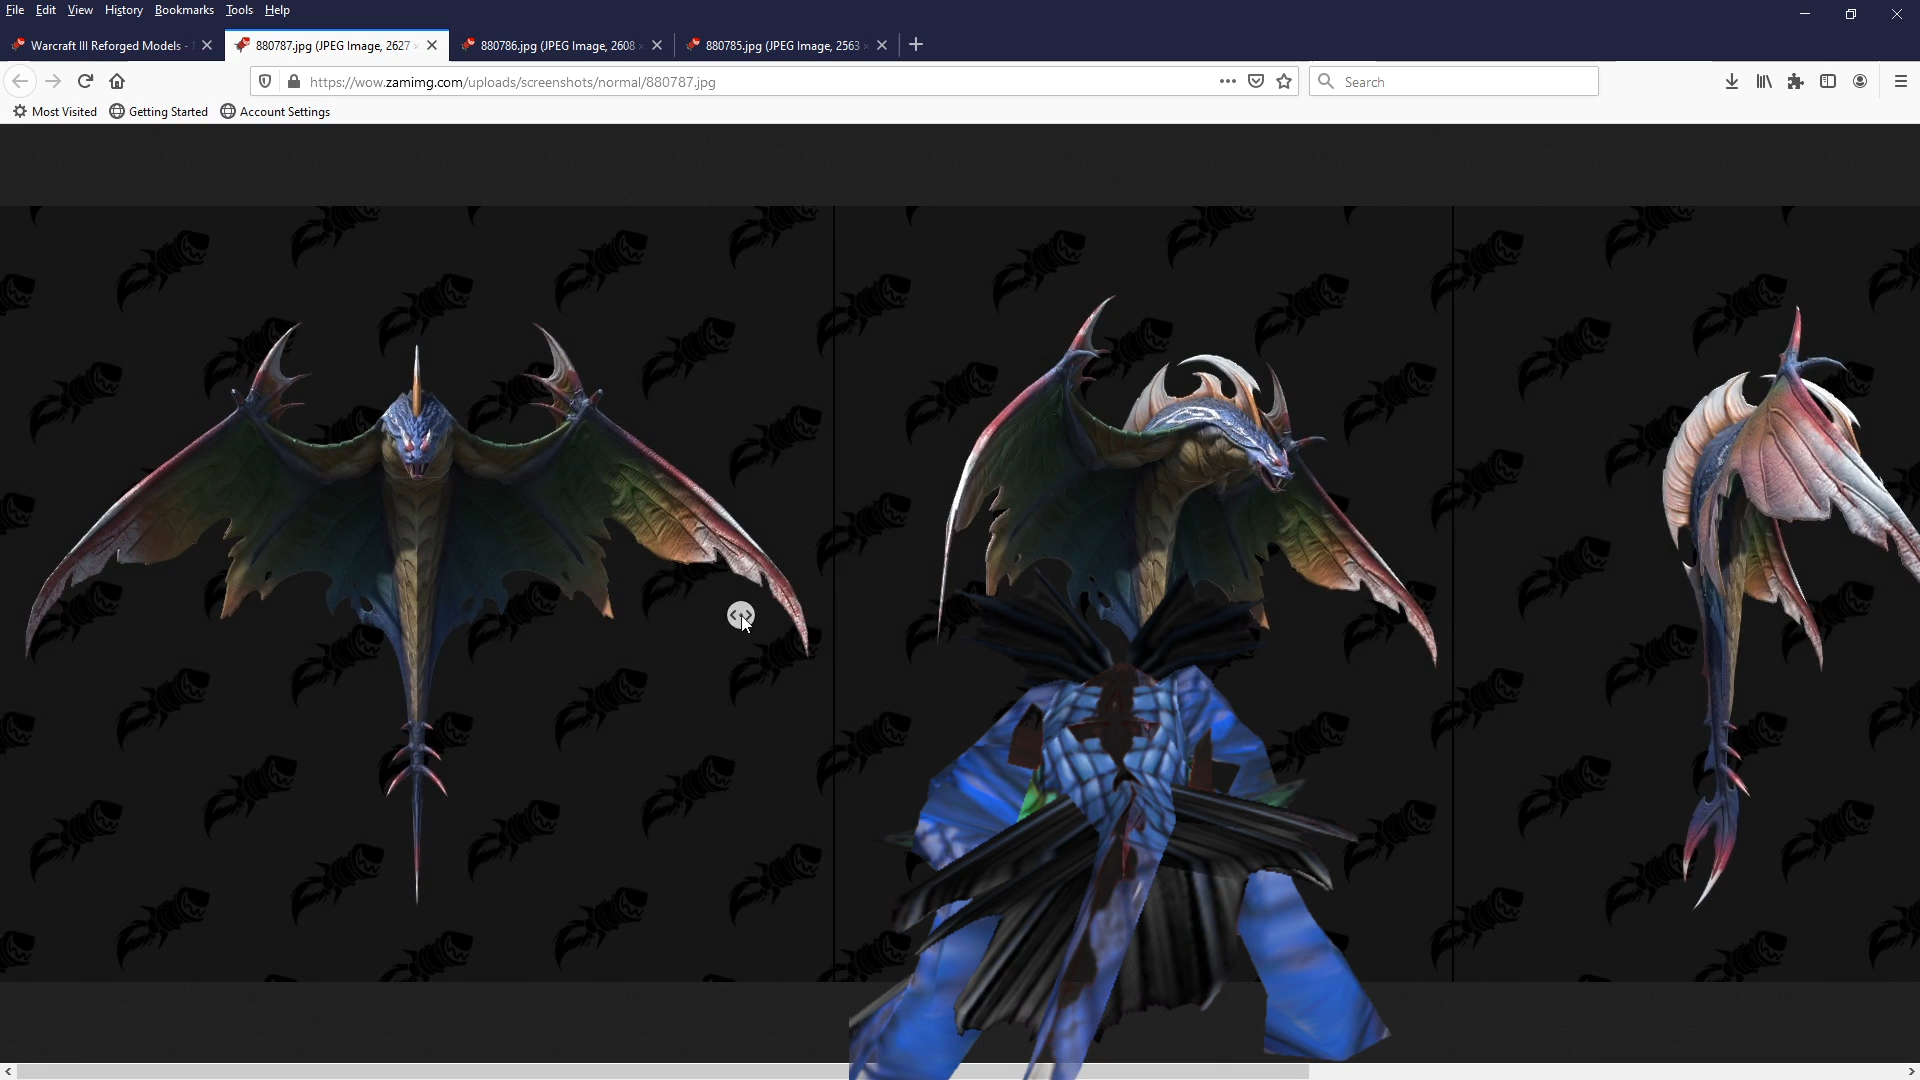 File Edit View History Bookmarks Tools Help
Warcraft III Reforged Models -
880787.jpg (JPEG Image, 2627
880786.jpg (JPEG Image, 2608
880785.jpg (JPEG Image, 2563
https://wow.zamimg.com/uploads/screenshots/normal/880787.jpg
Search
Most Visited Getting Started Account Settings